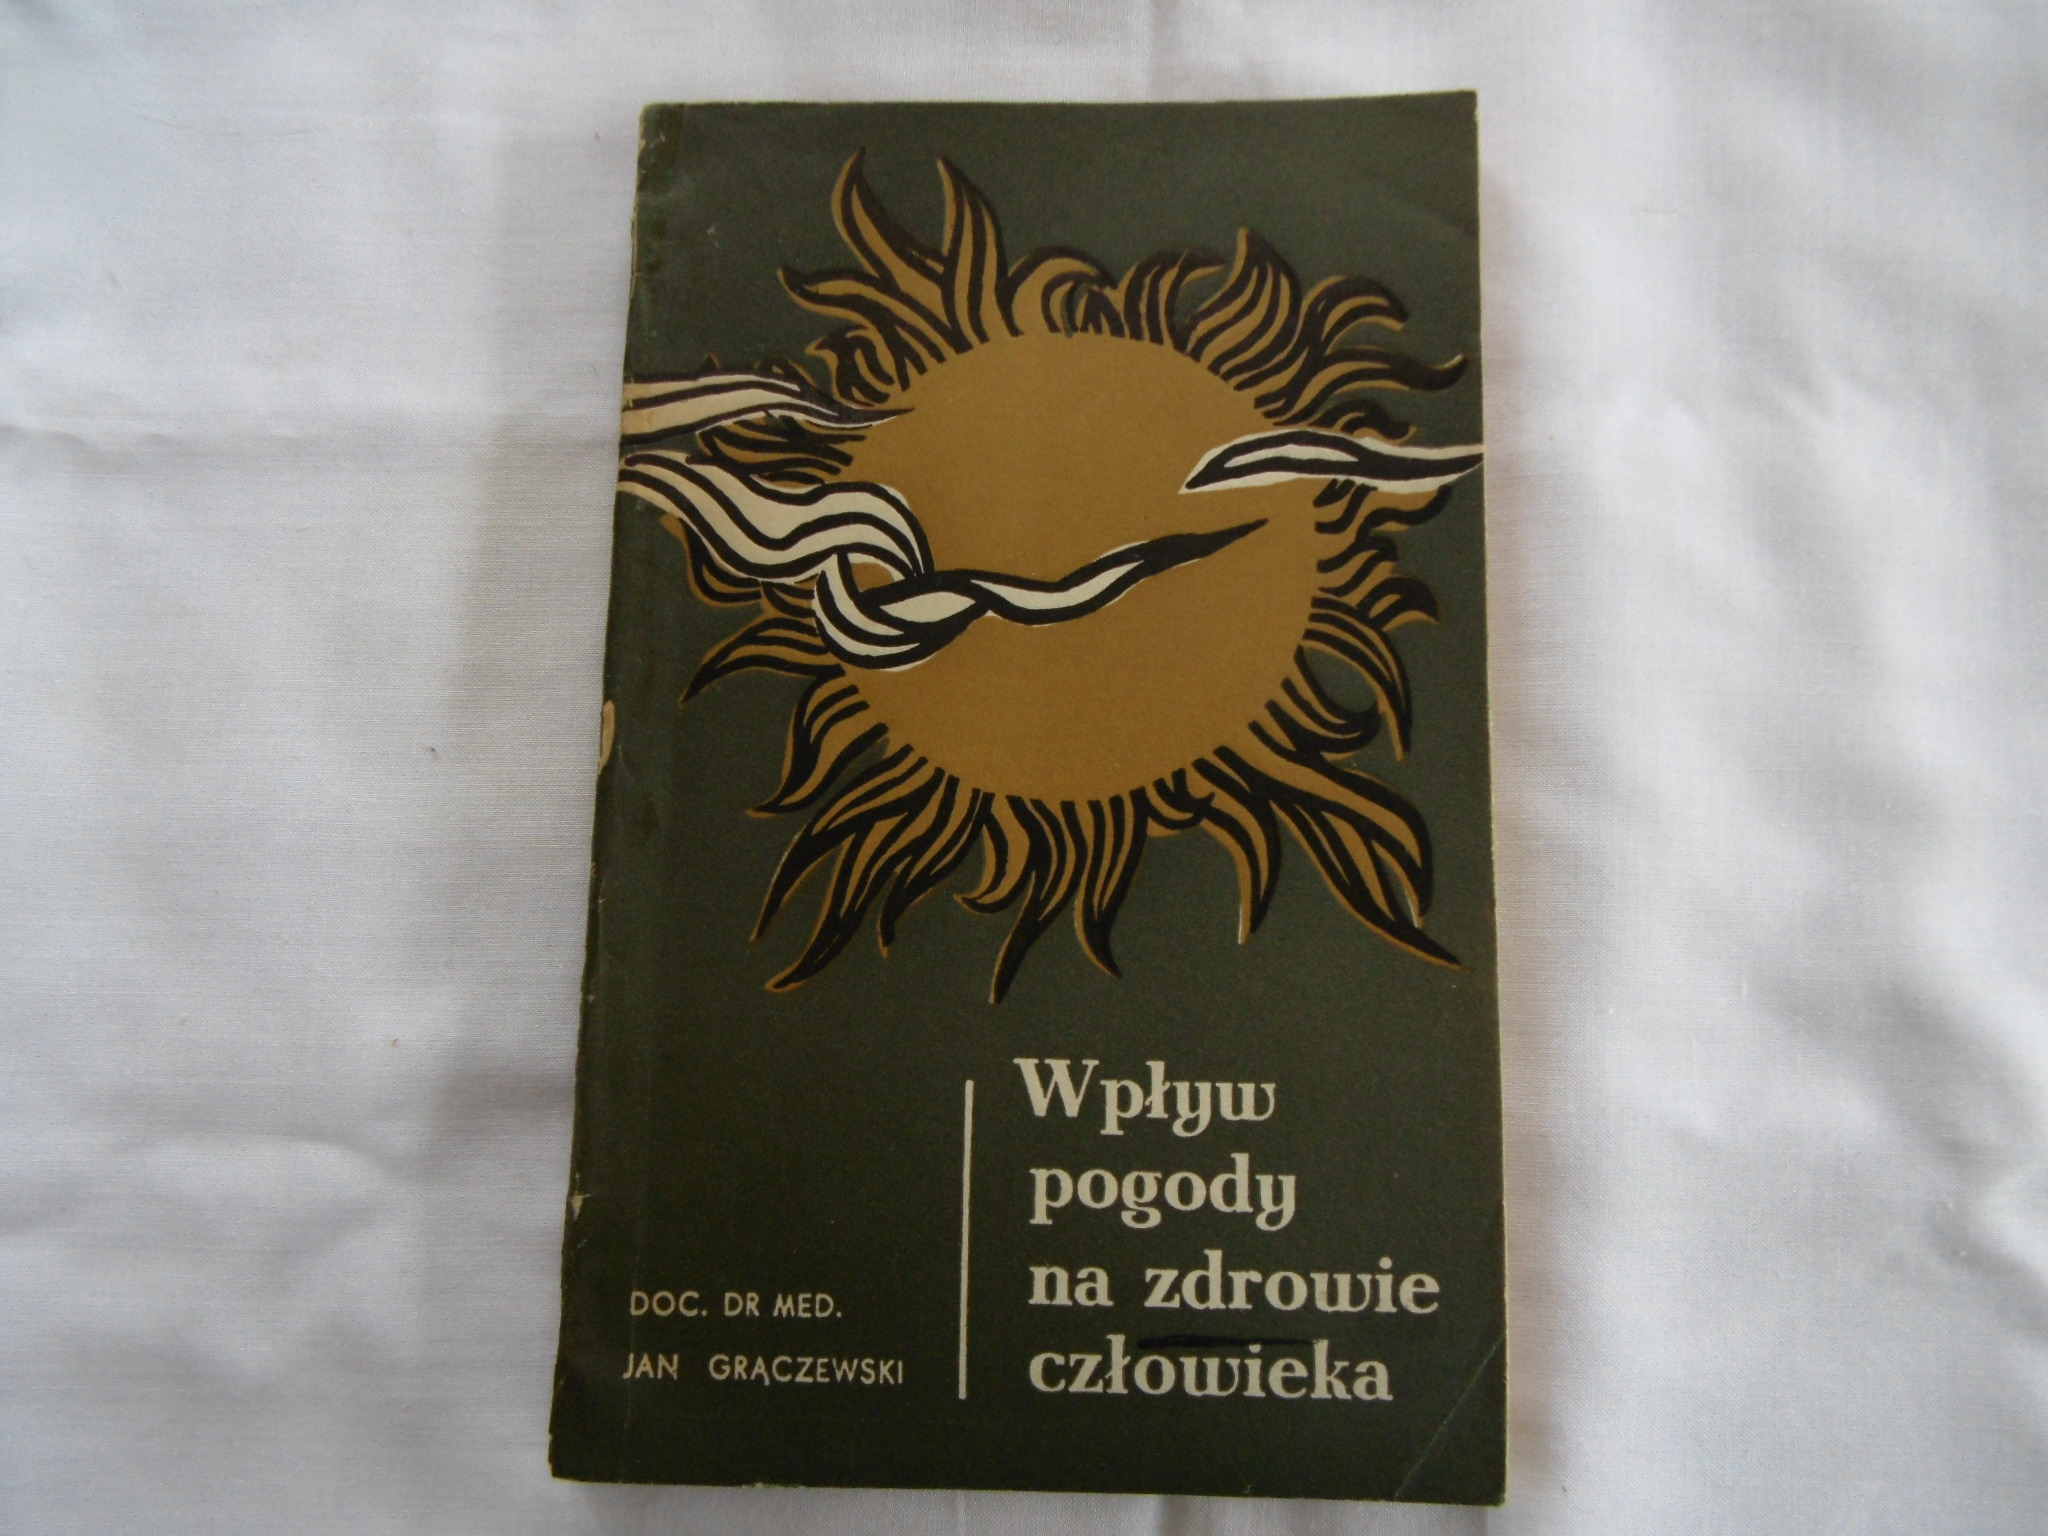 Wpływ
pogody
na zdrowie
człowieka
DOC. DR MED.
JAN GRĄCZEWSKI